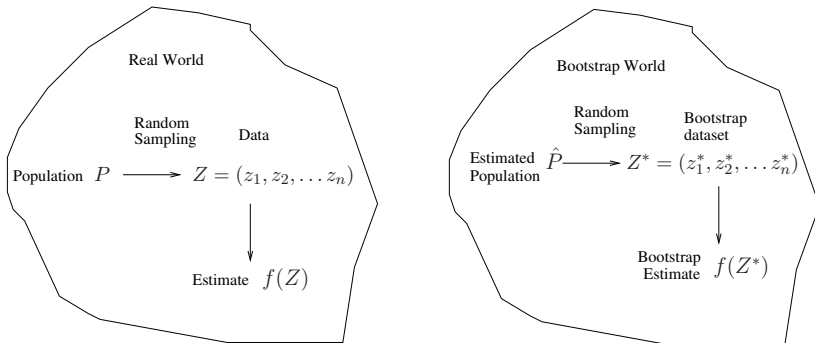 Real World
Random
Sampling
Data
Population P
Z = (z₁, z₂, . . . zₙ)
Estimate f(Z)
Bootstrap World
Random
Sampling
Bootstrap
dataset
Estimated
Population
P̂
Z* = (z₁*, z₂*, . . . zₙ*)
Bootstrap
Estimate
f(Z*)